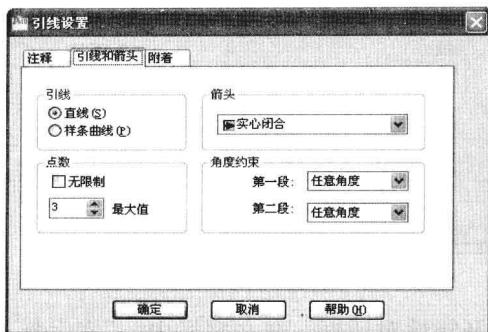 引线设置
注释 引线和箭头 附着
引线
直线(S)
样条曲线(P)
箭头
实心闭合
点数
无限制
3 最大值
角度约束
第一段: 任意角度
第二段: 任意角度
确定 取消 帮助(H)